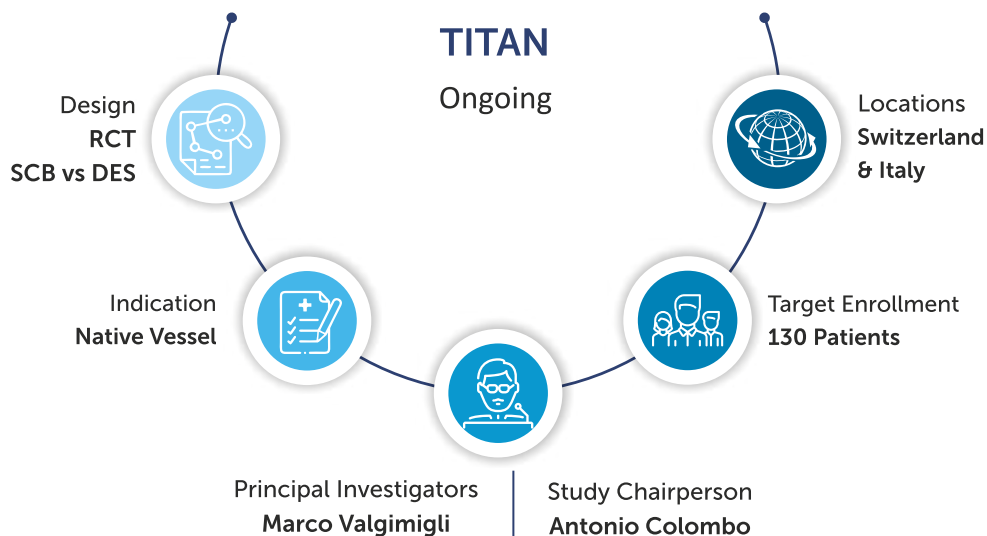 TITAN
Ongoing
Design
RCT
SCB vs DES
Locations
Switzerland
& Italy
Indication
Native Vessel
Target Enrollment
130 Patients
Principal Investigators
Marco Valgimigli
Study Chairperson
Antonio Colombo